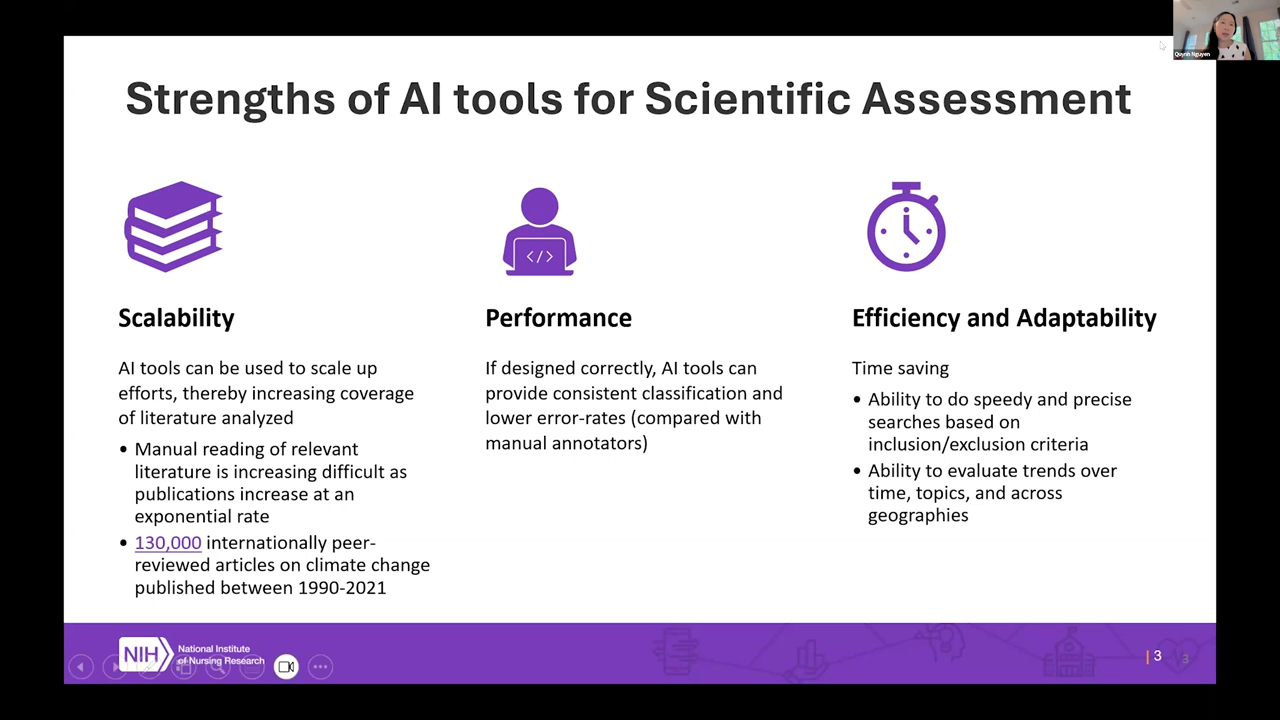 Quynh Nguyen
Strengths of AI tools for Scientific Assessment
</>
Scalability
AI tools can be used to scale up
efforts, thereby increasing coverage
of literature analyzed
• Manual reading of relevant
literature is increasing difficult as
publications increase at an
exponential rate
• 130,000 internationally peer-
reviewed articles on climate change
published between 1990-2021
Performance
If designed correctly, AI tools can
provide consistent classification and
lower error-rates (compared with
manual annotators)
Efficiency and Adaptability
Time saving
• Ability to do speedy and precise
searches based on
inclusion/exclusion criteria
• Ability to evaluate trends over
time, topics, and across
geographies
NIH
National Institute
of Nursing Research
| 3
3